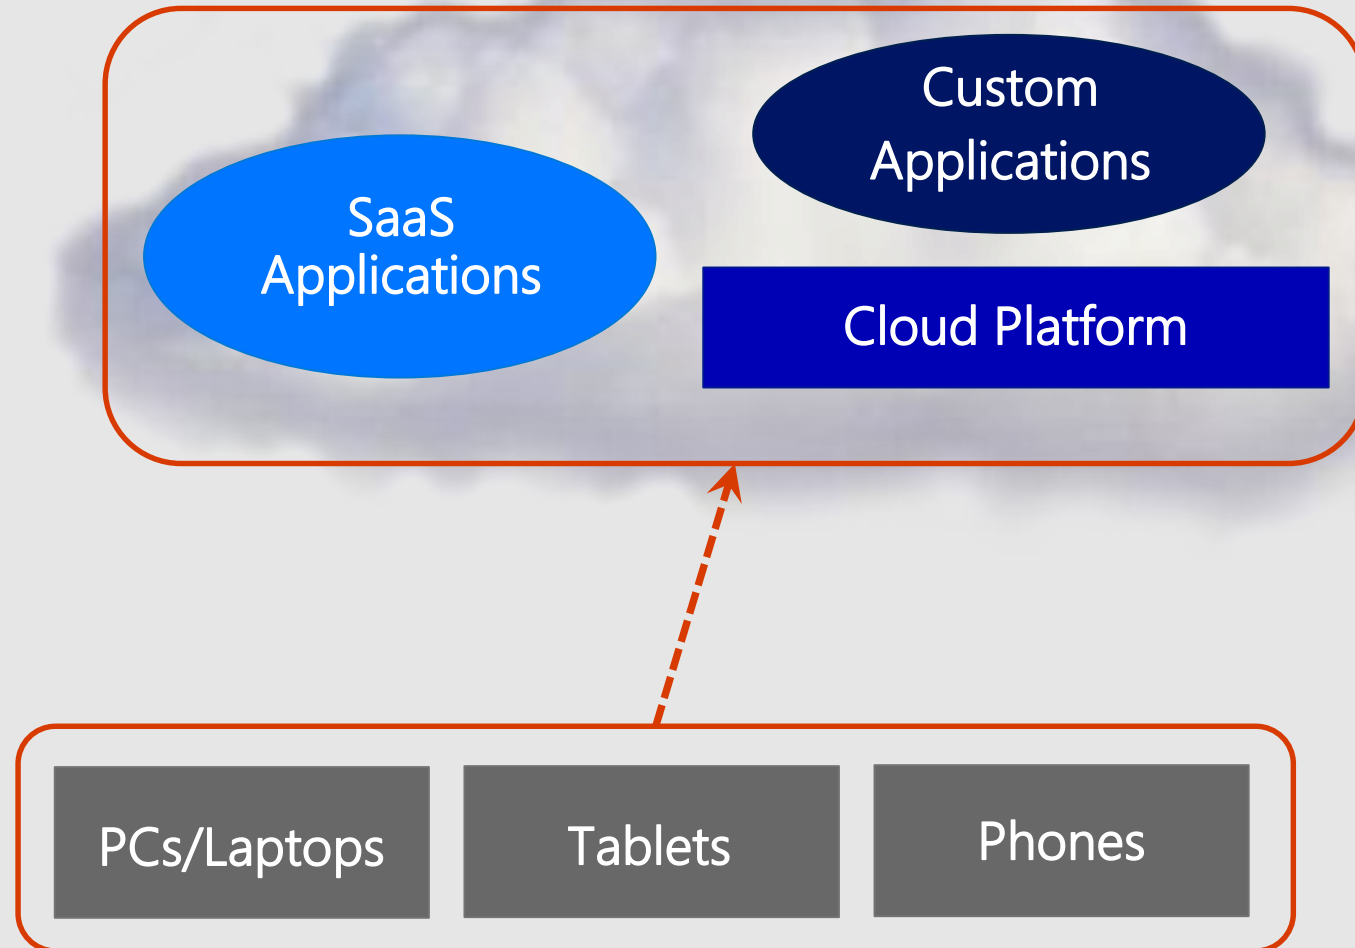 Custom
Applications
SaaS
Applications
Cloud Platform
PCs/Laptops
Tablets
Phones